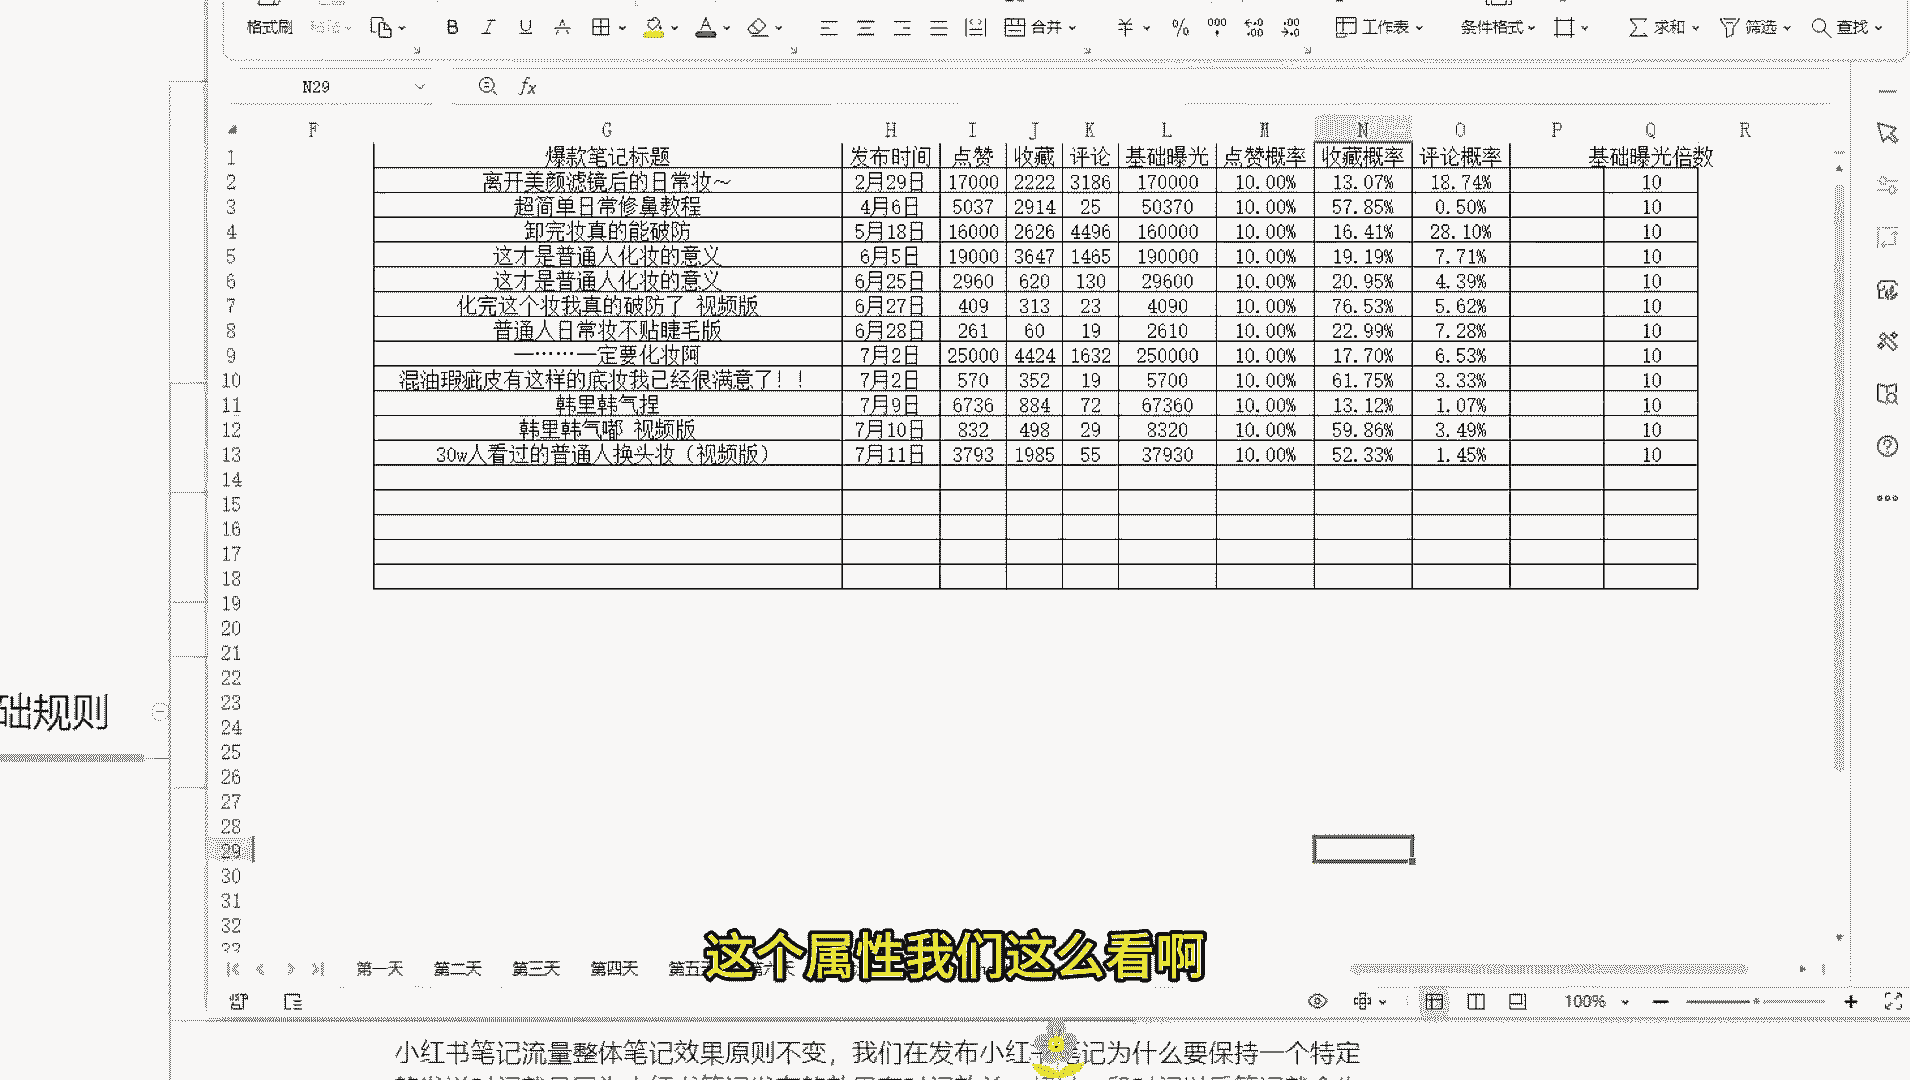 格式刷 B I U A 合并 ¥ % 工作表 条件格式 求和 筛选 查找
N29 fx
F G H I J K L M N O P Q R
1 爆款笔记标题 发布时间 点赞 收藏 评论 基础曝光 点赞概率 收藏概率 评论概率 基础曝光倍数
2 离开美颜滤镜后的日常妆～ 2月29日 17000 2222 3186 170000 10.00% 13.07% 18.74% 10
3 超简单日常修鼻教程 4月6日 5037 2914 25 50370 10.00% 57.85% 0.50% 10
4 卸完妆真的能破防 5月18日 16000 2626 4496 160000 10.00% 16.41% 28.10% 10
5 这才是普通人化妆的意义 6月5日 19000 3647 1465 190000 10.00% 19.19% 7.71% 10
6 这才是普通人化妆的意义 6月25日 2960 620 130 29600 10.00% 20.95% 4.39% 10
7 化完这个妆我真的破防了 视频版 6月27日 409 313 23 4090 10.00% 76.53% 5.62% 10
8 普通人日常妆不贴睫毛版 6月28日 261 60 19 2610 10.00% 22.99% 7.28% 10
9 一……一定要化妆阿 7月2日 25000 4424 1632 250000 10.00% 17.70% 6.53% 10
10 混油瑕疵皮有这样的底妆我已经很满意了！！ 7月2日 570 352 19 5700 10.00% 61.75% 3.33% 10
11 韩里韩气捏 7月9日 6736 884 72 67360 10.00% 13.12% 1.07% 10
12 韩里韩气嘟 视频版 7月10日 832 498 29 8320 10.00% 59.86% 3.49% 10
13 30w人看过的普通人换头妆（视频版） 7月11日 3793 1985 55 37930 10.00% 52.33% 1.45% 10
14
15
16
17
18
19
20
21
22
23
24
25
26
27
28
29
30
31
32
础规则
这个属性我们这么看啊
第一天 第二天 第三天 第四天 第五
100%
小红书笔记流量整体笔记效果原则不变，我们在发布小红书笔记为什么要保持一个特定